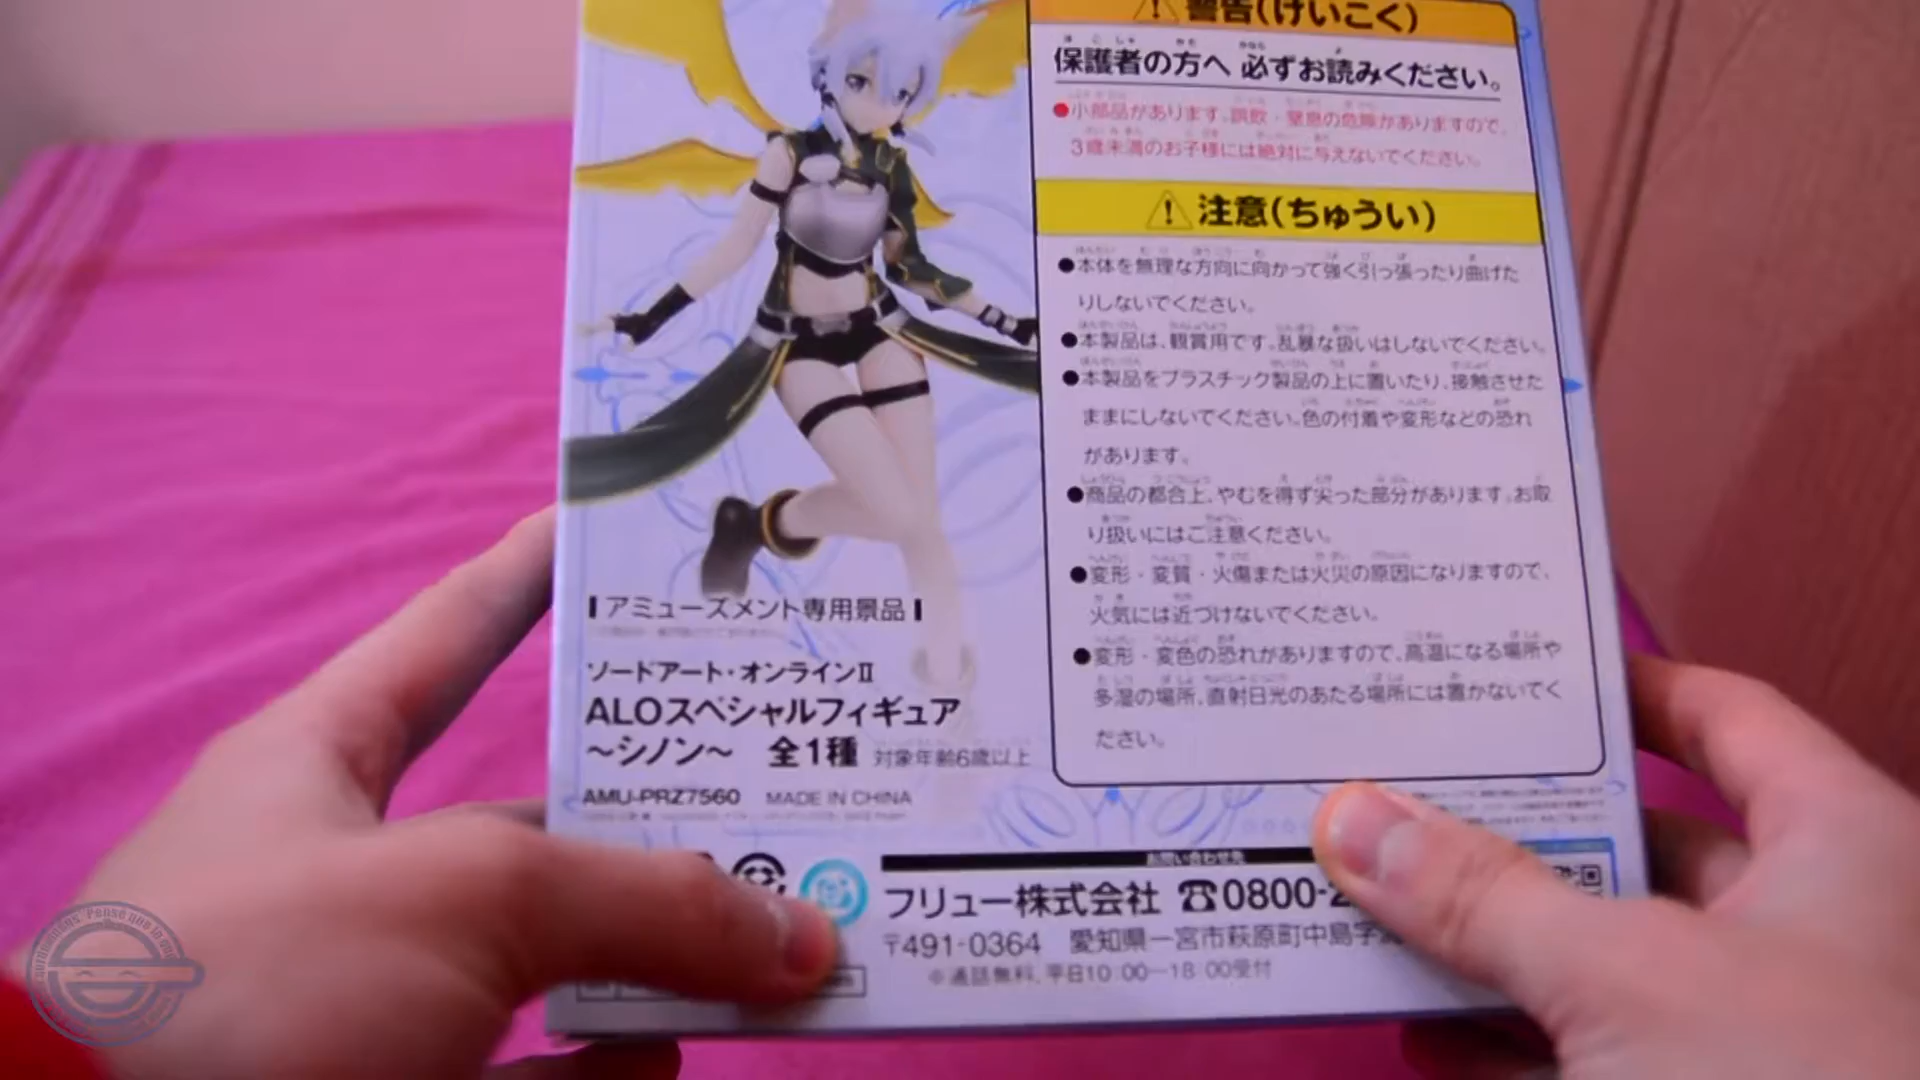 警告(けいこく)
保護者の方へ 必ずお読みください。
●小部品があります。誤飲・窒息の危険がありますので、
3歳未満のお子様には絶対に与えないでください。
注意(ちゅうい)
●本体を無理な方向に向かって強く引っ張ったり曲げた
りしないでください。
●本製品は、観賞用です。乱暴な扱いはしないでください。
●本製品をプラスチック製品の上に置いたり、接触させた
ままにしないでください。色の付着や変形などの恐れ
があります。
●商品の都合上、やむを得ず尖った部分があります。お取
り扱いにはご注意ください。
●変形・変質・火傷または火災の原因になりますので、
火気には近づけないでください。
●変形・変色の恐れがありますので、高温になる場所や
多湿の場所、直射日光のあたる場所には置かないでく
ださい。
アミューズメント専用景品
ソードアート・オンラインⅡ
ALOスペシャルフィギュア
〜シノン〜 全1種 対象年齢6歳以上
AMU-PRZ7560 MADE IN CHINA
お問い合わせ先
フリュー株式会社 ☎0800-2
〒491-0364 愛知県一宮市萩原町中島字
※通話無料、平日10:00―18:00受付